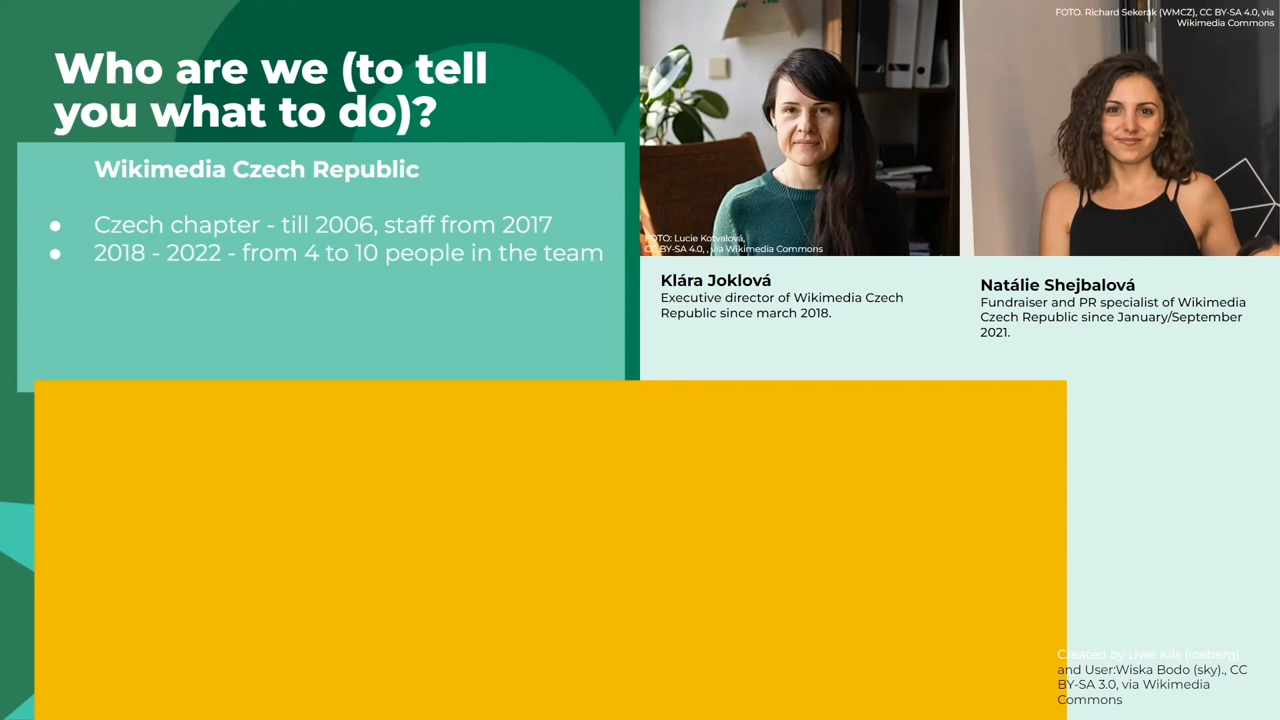 Who are we (to tell
you what to do)?
Wikimedia Czech Republic
● Czech chapter - till 2006, staff from 2017
● 2018 - 2022 - from 4 to 10 people in the team
FOTO: Lucie Kotvalová,
CC BY-SA 4.0, , via Wikimedia Commons
FOTO. Richard Sekerák (WMCZ), CC BY-SA 4.0, via
Wikimedia Commons
Klára Joklová
Executive director of Wikimedia Czech
Republic since march 2018.
Natálie Shejbalová
Fundraiser and PR specialist of Wikimedia
Czech Republic since January/September
2021.
Created by Uwe Kils (iceberg)
and User:Wiska Bodo (sky)., CC
BY-SA 3.0, via Wikimedia
Commons